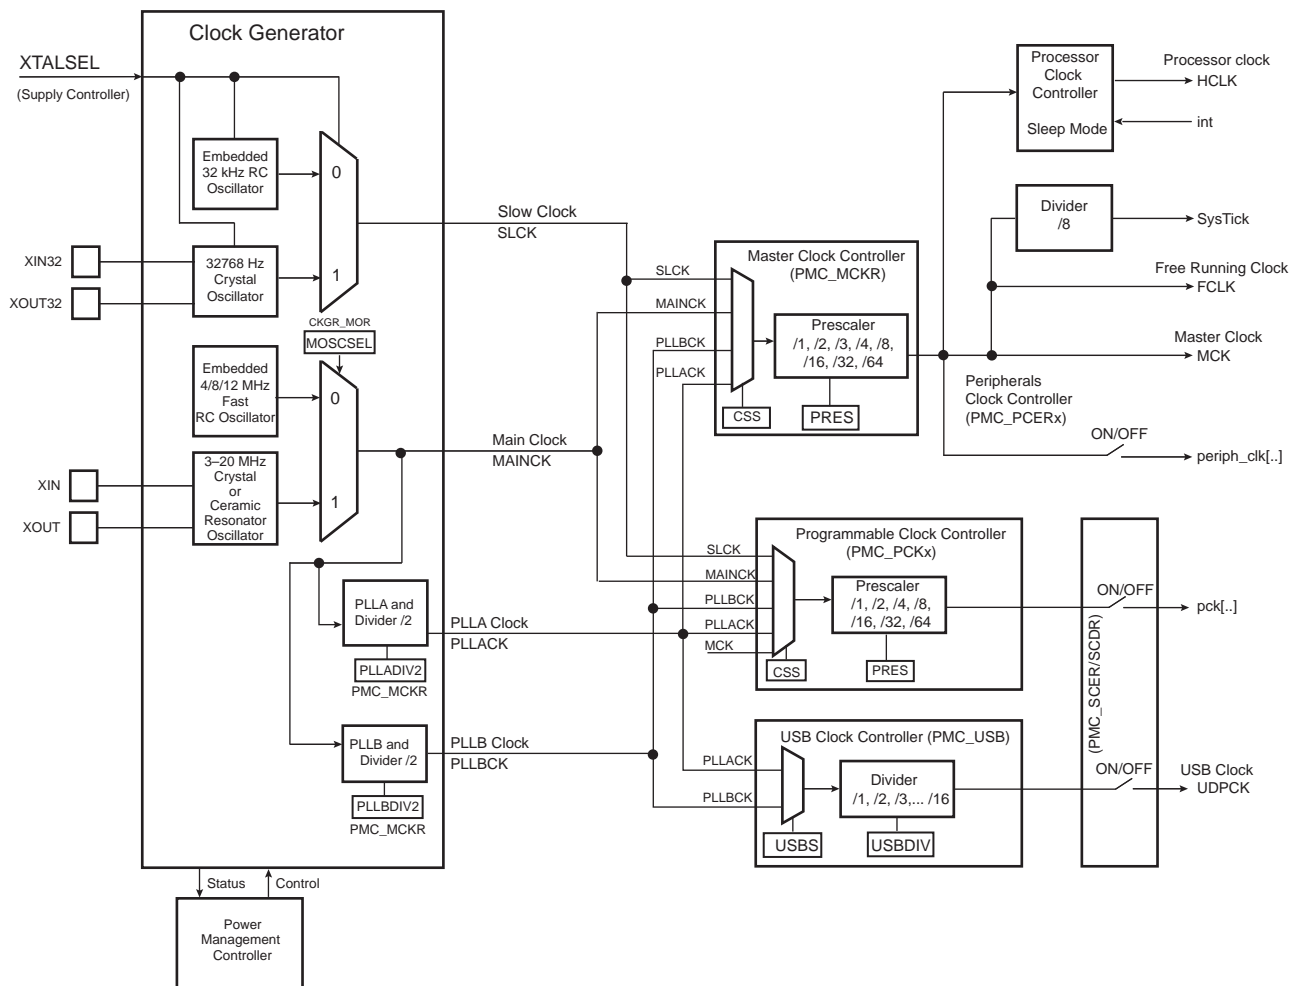 Clock Generator
XTALSEL
(Supply Controller)
Embedded
32 kHz RC
Oscillator
0
1
XIN32
XOUT32
32768 Hz
Crystal
Oscillator
CKGR_MOR
MOSCSEL
Embedded
4/8/12 MHz
Fast
RC Oscillator
0
1
XIN
XOUT
3–20 MHz
Crystal
or
Ceramic
Resonator
Oscillator
PLLA and
Divider /2
PLLADIV2
PMC_MCKR
PLLB and
Divider /2
PLLBDIV2
PMC_MCKR
Status
Control
Power
Management
Controller
Slow Clock
SLCK
Main Clock
MAINCK
PLLA Clock
PLLACK
PLLB Clock
PLLBCK
Master Clock Controller
(PMC_MCKR)
SLCK
MAINCK
PLLBCK
PLLACK
Prescaler
/1, /2, /3, /4, /8,
/16, /32, /64
CSS
PRES
Processor
Clock
Controller
Sleep Mode
Processor clock
HCLK
int
Divider
/8
SysTick
Free Running Clock
FCLK
Master Clock
MCK
Peripherals
Clock Controller
(PMC_PCERx)
ON/OFF
periph_clk[..]
Programmable Clock Controller
(PMC_PCKx)
SLCK
MAINCK
PLLBCK
PLLACK
MCK
Prescaler
/1, /2, /4, /8,
/16, /32, /64
CSS
PRES
ON/OFF
pck[..]
(PMC_SCER/SCDR)
USB Clock Controller (PMC_USB)
PLLACK
PLLBCK
Divider
/1, /2, /3,... /16
USBS
USBDIV
ON/OFF
USB Clock
UDPCK